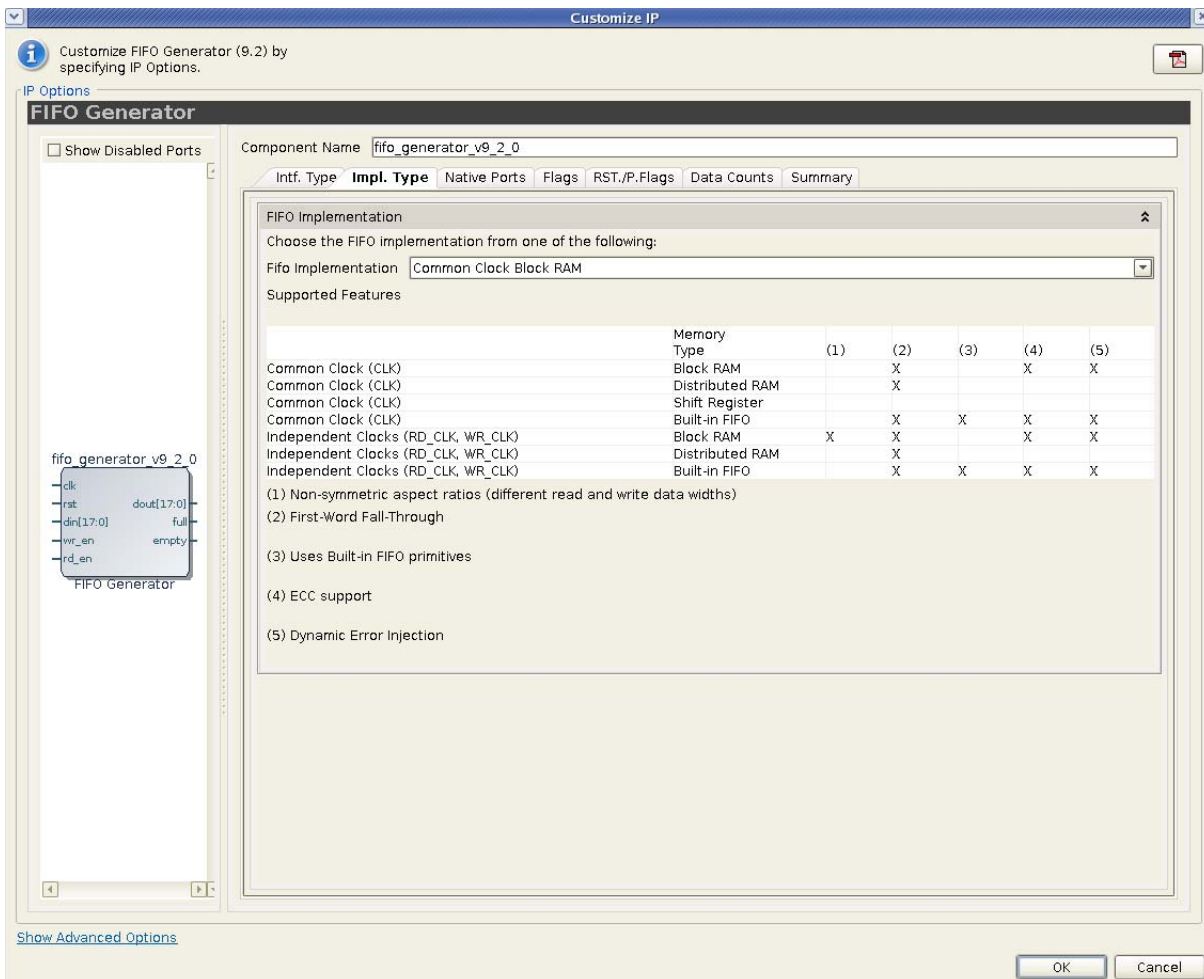 Customize IP
Customize FIFO Generator (9.2) by
specifying IP Options.
IP Options
FIFO Generator
Show Disabled Ports
Component Name fifo_generator_v9_2_0
Intf. Type Impl. Type Native Ports Flags RST./P.Flags Data Counts Summary
FIFO Implementation
Choose the FIFO implementation from one of the following:
Fifo Implementation Common Clock Block RAM
Supported Features
Memory
Type (1) (2) (3) (4) (5)
Common Clock (CLK) Block RAM X X X
Common Clock (CLK) Distributed RAM X
Common Clock (CLK) Shift Register
Common Clock (CLK) Built-in FIFO X X X X
Independent Clocks (RD_CLK, WR_CLK) Block RAM X X X X
Independent Clocks (RD_CLK, WR_CLK) Distributed RAM X
Independent Clocks (RD_CLK, WR_CLK) Built-in FIFO X X X X
(1) Non-symmetric aspect ratios (different read and write data widths)
(2) First-Word Fall-Through
(3) Uses Built-in FIFO primitives
(4) ECC support
(5) Dynamic Error Injection
fifo_generator_v9_2_0
clk
rst dout[17:0]
din[17:0] full
wr_en empty
rd_en
FIFO Generator
Show Advanced Options
OK Cancel